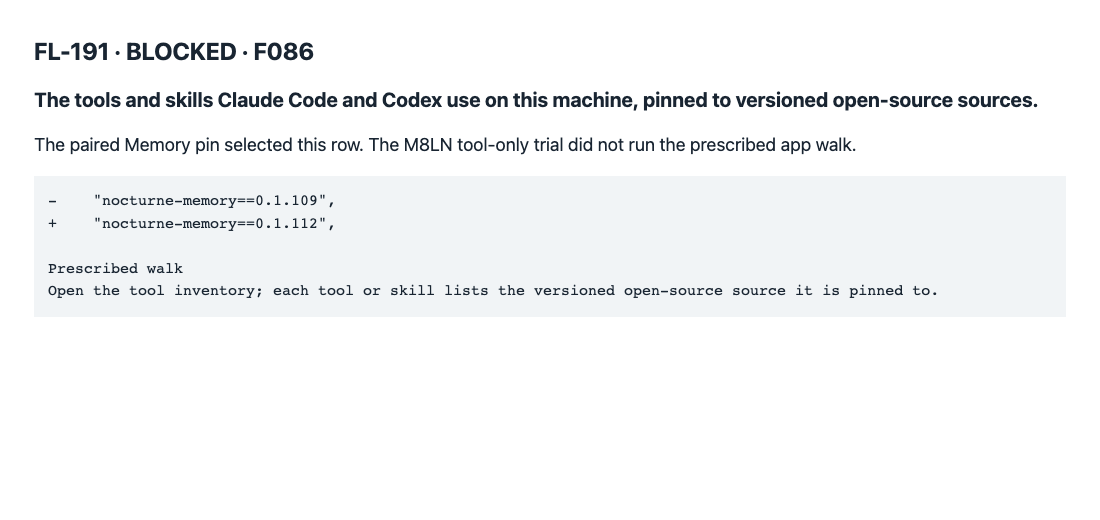 FL-191 · BLOCKED · F086
The tools and skills Claude Code and Codex use on this machine, pinned to versioned open-source sources.
The paired Memory pin selected this row. The M8LN tool-only trial did not run the prescribed app walk.
-    "nocturne-memory==0.1.109",
+    "nocturne-memory==0.1.112",
Prescribed walk
Open the tool inventory; each tool or skill lists the versioned open-source source it is pinned to.